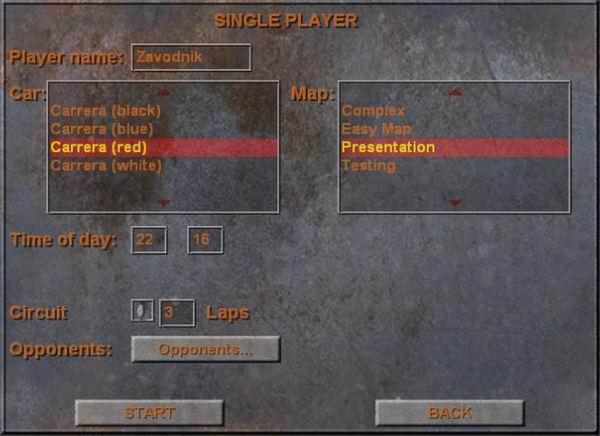 SINGLE PLAYER
Player name: Zavodnik
Car:
Carrera (black)
Carrera (blue)
Carrera (red)
Carrera (white)
Map:
Complex
Easy Map
Presentation
Testing
Time of day: 22 16
Circuit 3 Laps
Opponents: Opponents...
START BACK